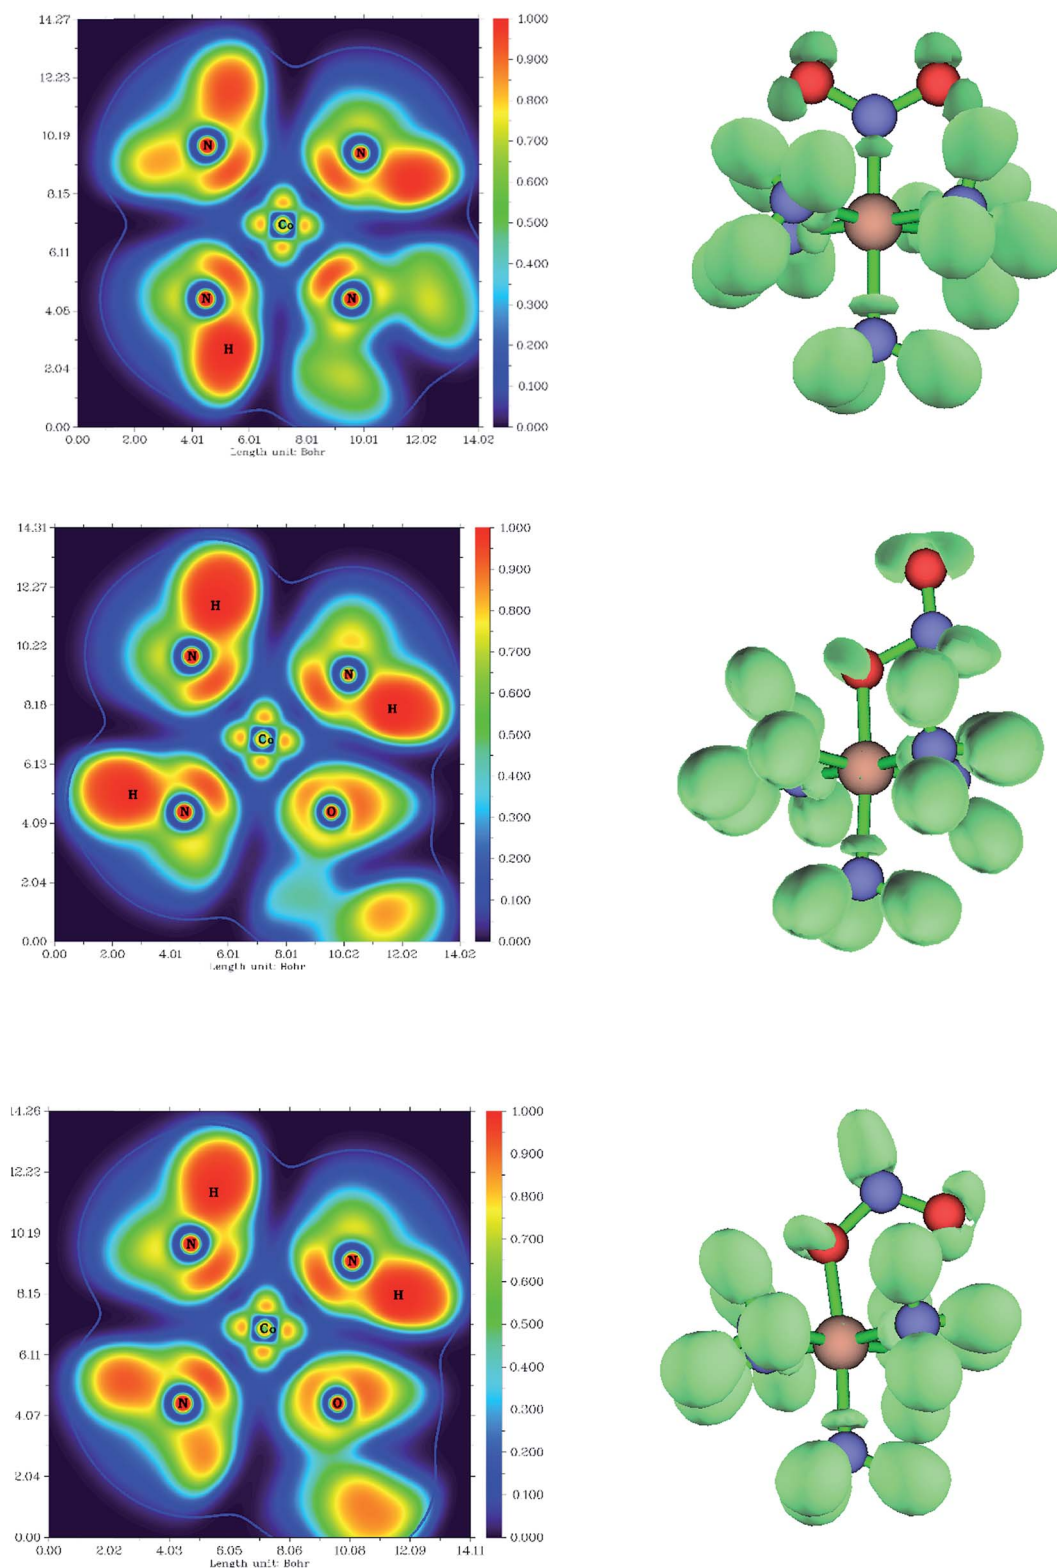 14.27
12.23
10.19
8.15
6.11
4.05
2.04
0.00
0.00 2.00 4.01 6.01 8.01 10.01 12.02 14.02
Length unit: Bohr
1.000
0.900
0.800
0.700
0.600
0.500
0.400
0.300
0.200
0.100
0.000
N N
Co
N N
H
14.31
12.27
10.22
8.18
6.13
4.09
2.04
0.00
0.00 2.00 4.01 6.01 8.01 10.02 12.02 14.02
Length unit: Bohr
1.000
0.900
0.800
0.700
0.600
0.500
0.400
0.300
0.200
0.100
0.000
H
N N
H
Co
H N O
14.26
12.22
10.19
8.15
6.11
4.07
2.04
0.00
0.00 2.02 4.03 6.05 8.06 10.08 12.09 14.11
Length unit: Bohr
1.000
0.900
0.800
0.700
0.600
0.500
0.400
0.300
0.200
0.100
0.000
H
N N
H
Co
N O